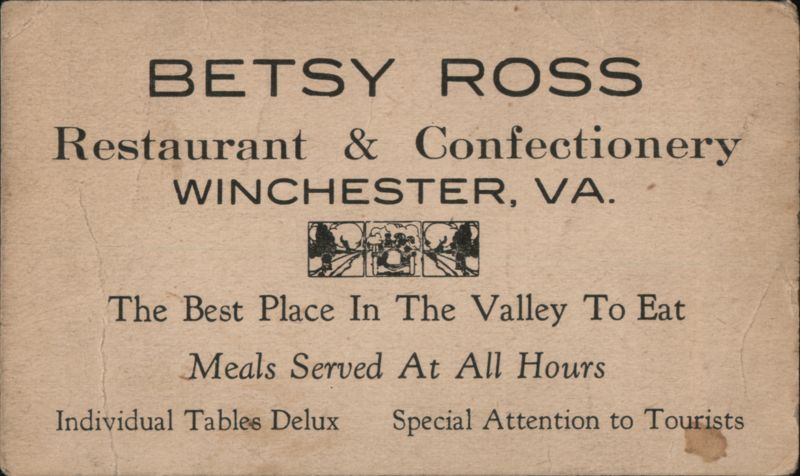 BETSY ROSS
Restaurant & Confectionery
WINCHESTER, VA.
The Best Place In The Valley To Eat
Meals Served At All Hours
Individual Tables Delux Special Attention to Tourists